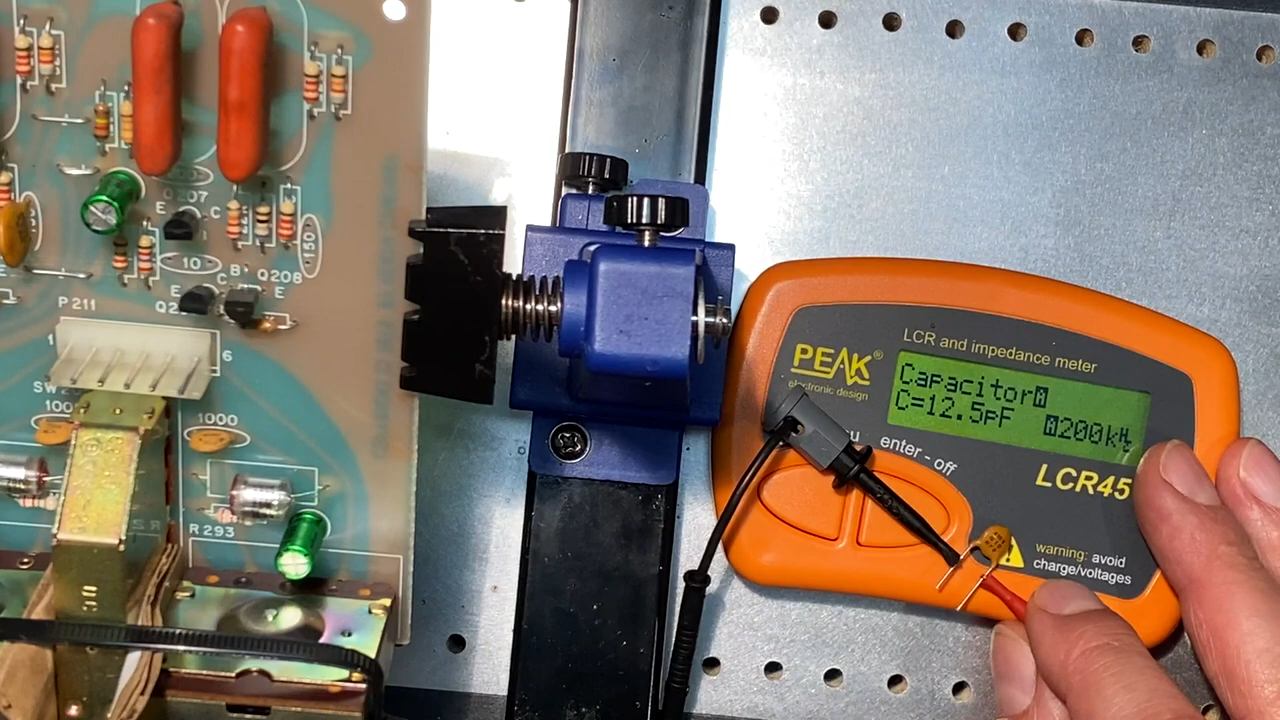 Q207
E
C
150
10
B
Q208
E
C
E
P211
1
6
1000
R293
LCR and impedance meter
PEAK®
electronic design
Capacitor
C=12.5pF
200kHz
enter - off
LCR45
warning: avoid
charge/voltages